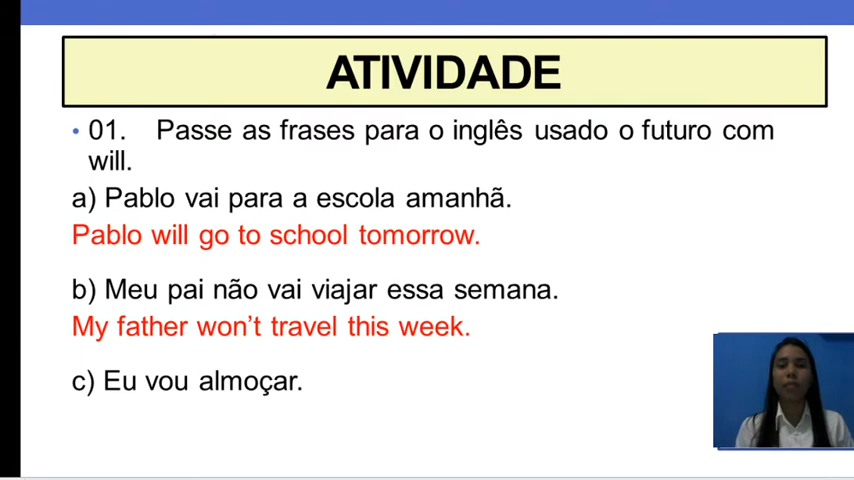 ATIVIDADE
• 01. Passe as frases para o inglês usado o futuro com
will.
a) Pablo vai para a escola amanhã.
Pablo will go to school tomorrow.
b) Meu pai não vai viajar essa semana.
My father won't travel this week.
c) Eu vou almoçar.